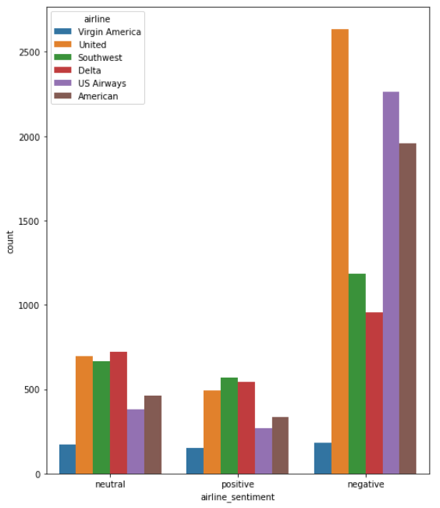 airline
Virgin America
United
Southwest
Delta
US Airways
American
2500
2000
1500
1000
500
0
count
neutral positive negative
airline_sentiment